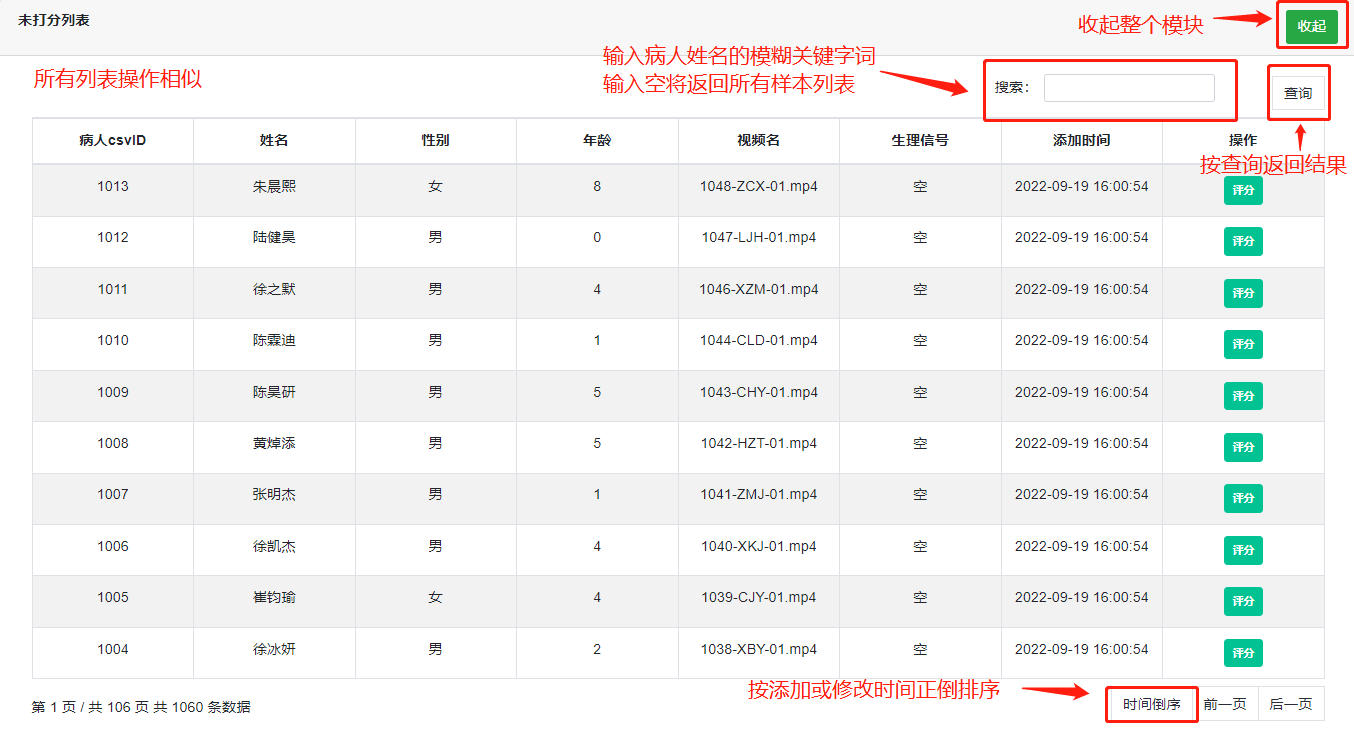 未打分列表
收起整个模块
收起
输入病人姓名的模糊关键字词
所有列表操作相似
输入空将返回所有样本列表
搜索：
查询
病人csvID 姓名 性别 年龄 视频名 生理信号 添加时间 操作
按查询返回结果
1013 朱晨熙 女 8 1048-ZCX-01.mp4 空 2022-09-19 16:00:54 评分
1012 陆健昊 男 0 1047-LJH-01.mp4 空 2022-09-19 16:00:54 评分
1011 徐之默 男 4 1046-XZM-01.mp4 空 2022-09-19 16:00:54 评分
1010 陈霖迪 男 1 1044-CLD-01.mp4 空 2022-09-19 16:00:54 评分
1009 陈昊研 男 5 1043-CHY-01.mp4 空 2022-09-19 16:00:54 评分
1008 黄焯添 男 5 1042-HZT-01.mp4 空 2022-09-19 16:00:54 评分
1007 张明杰 男 1 1041-ZMJ-01.mp4 空 2022-09-19 16:00:54 评分
1006 徐凯杰 男 4 1040-XKJ-01.mp4 空 2022-09-19 16:00:54 评分
1005 崔钧瑜 女 4 1039-CJY-01.mp4 空 2022-09-19 16:00:54 评分
1004 徐冰妍 男 2 1038-XBY-01.mp4 空 2022-09-19 16:00:54 评分
按添加或修改时间正倒排序
第 1 页 / 共 106 页 共 1060 条数据
时间倒序 前一页 后一页